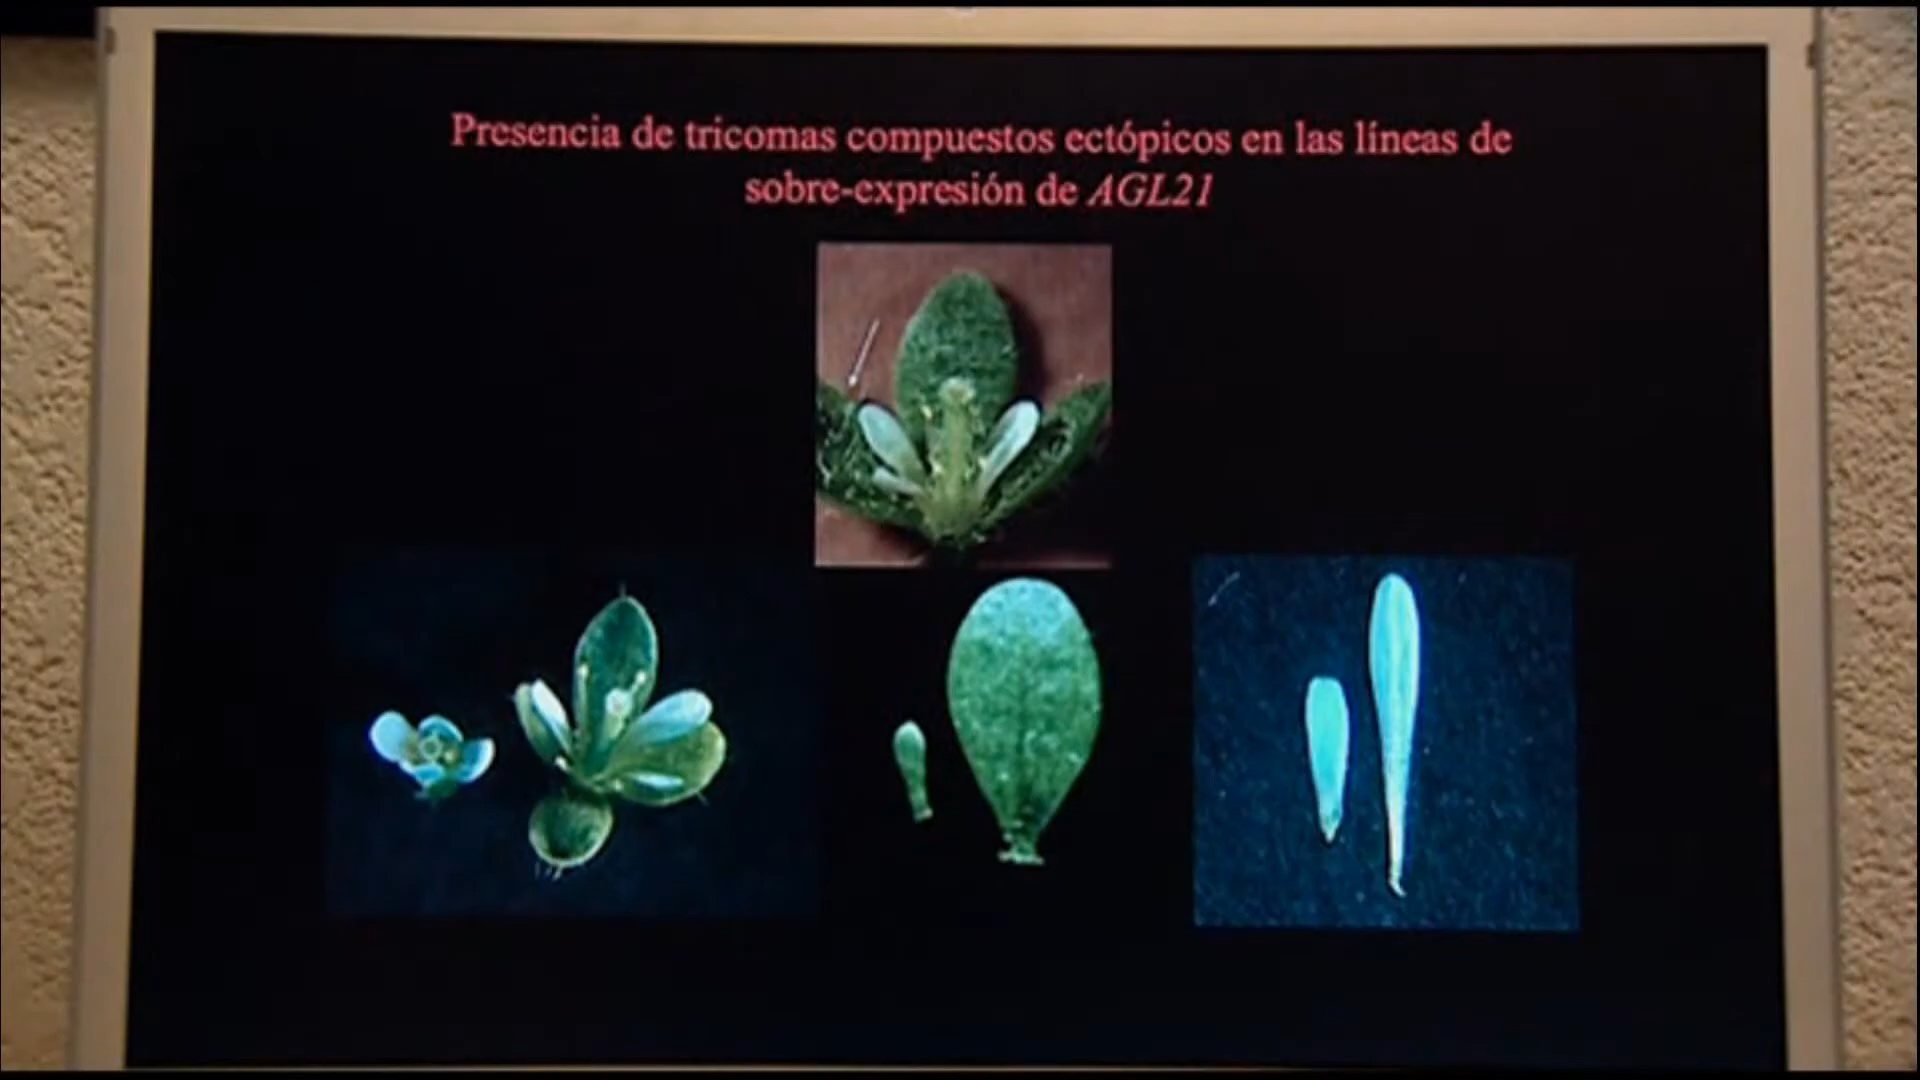 Presencia de tricomas compuestos ectópicos en las líneas de
sobre-expresión de AGL21